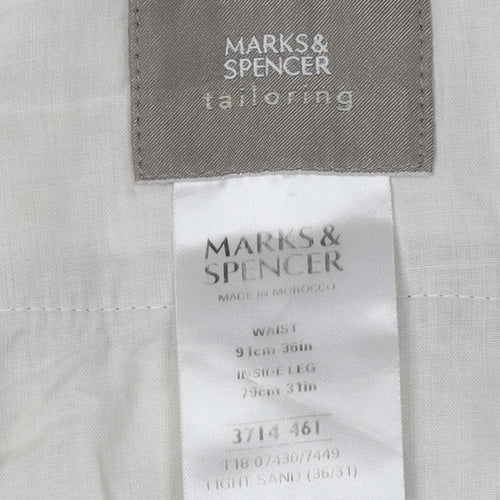 MARKS &
SPENCER
tailoring
MARKS &
SPENCER
MADE IN MOROCCO
WAIST
91cm 36in
INSIDE LEG
79cm 31in
3714 461
T18 07430/7449
LIGHT SAND (36/31)